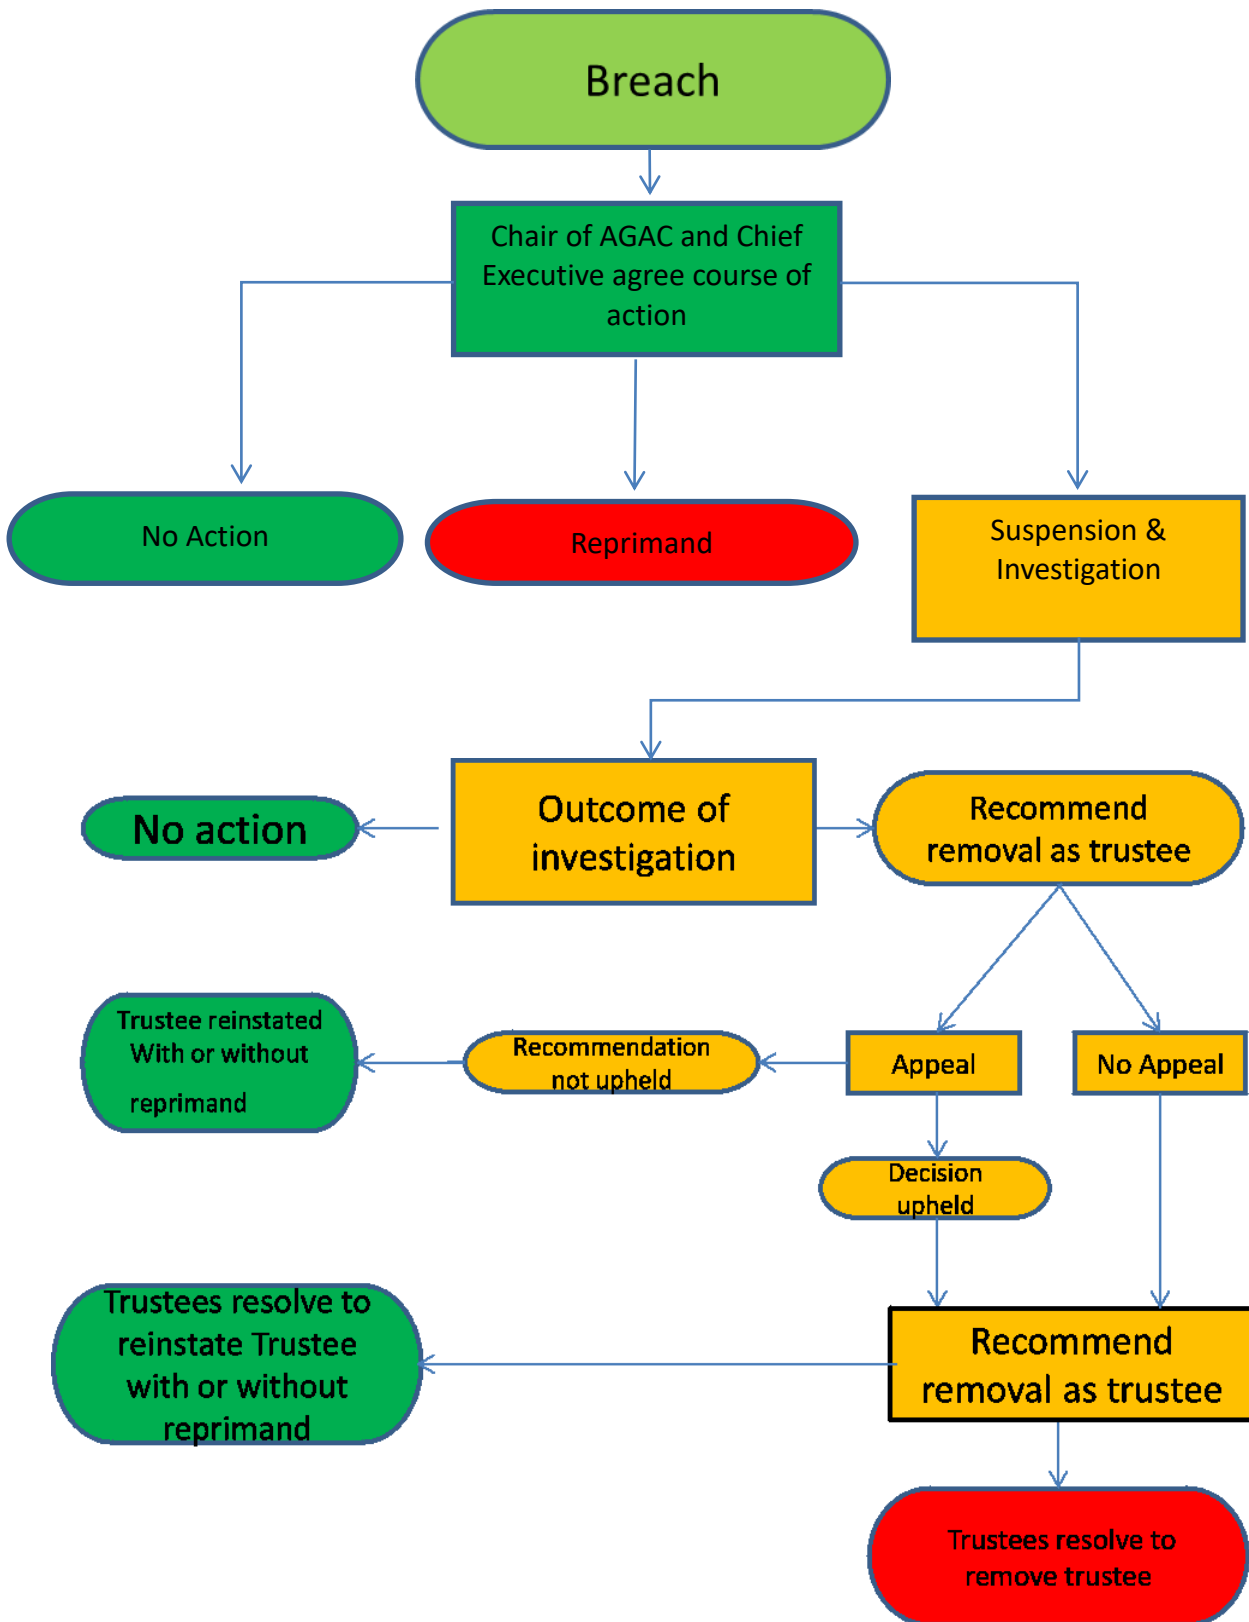 Breach
Chair of AGAC and Chief
Executive agree course of
action
No Action
Reprimand
Suspension &
Investigation
No action
Outcome of
investigation
Recommend
removal as trustee
Trustee reinstated
With or without
reprimand
Recommendation
not upheld
Appeal
No Appeal
Decision
upheld
Trustees resolve to
reinstate Trustee
with or without
reprimand
Recommend
removal as trustee
Trustees resolve to
remove trustee